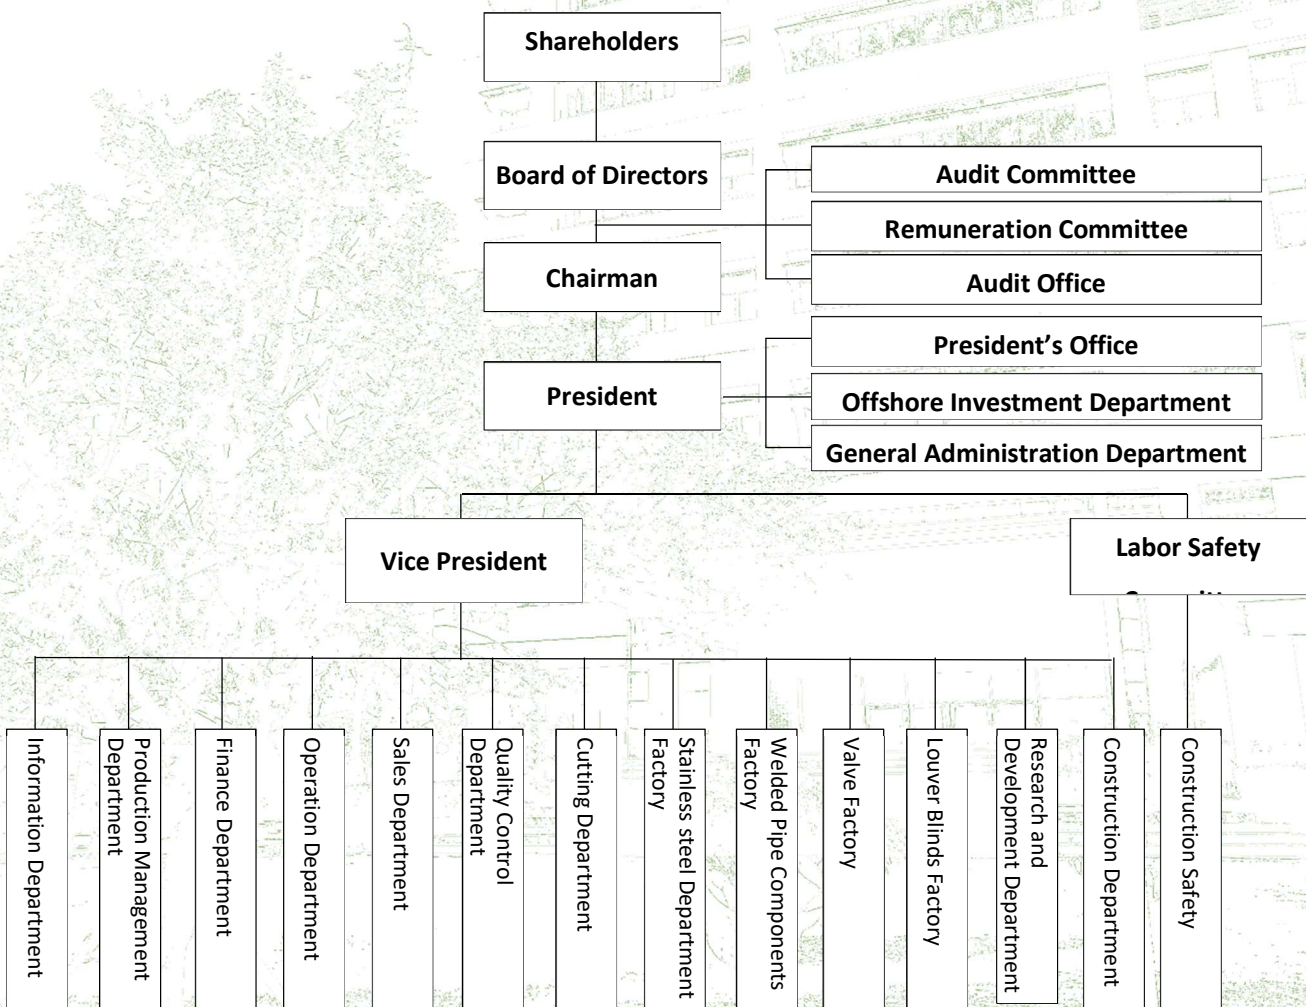 Shareholders
Board of Directors
Audit Committee
Remuneration Committee
Chairman
Audit Office
President’s Office
President
Offshore Investment Department
General Administration Department
Vice President
Labor Safety
Information Department
Production Management
Department
Finance Department
Operation Department
Sales Department
Quality Control
Department
Cutting Department
Stainless steel Department
Factory
Welded Pipe Components
Factory
Valve Factory
Louver Blinds Factory
Research and
Development Department
Construction Department
Construction Safety